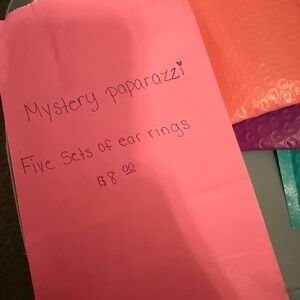 Mystery paparazzi
Five Sets of ear rings
$8.00